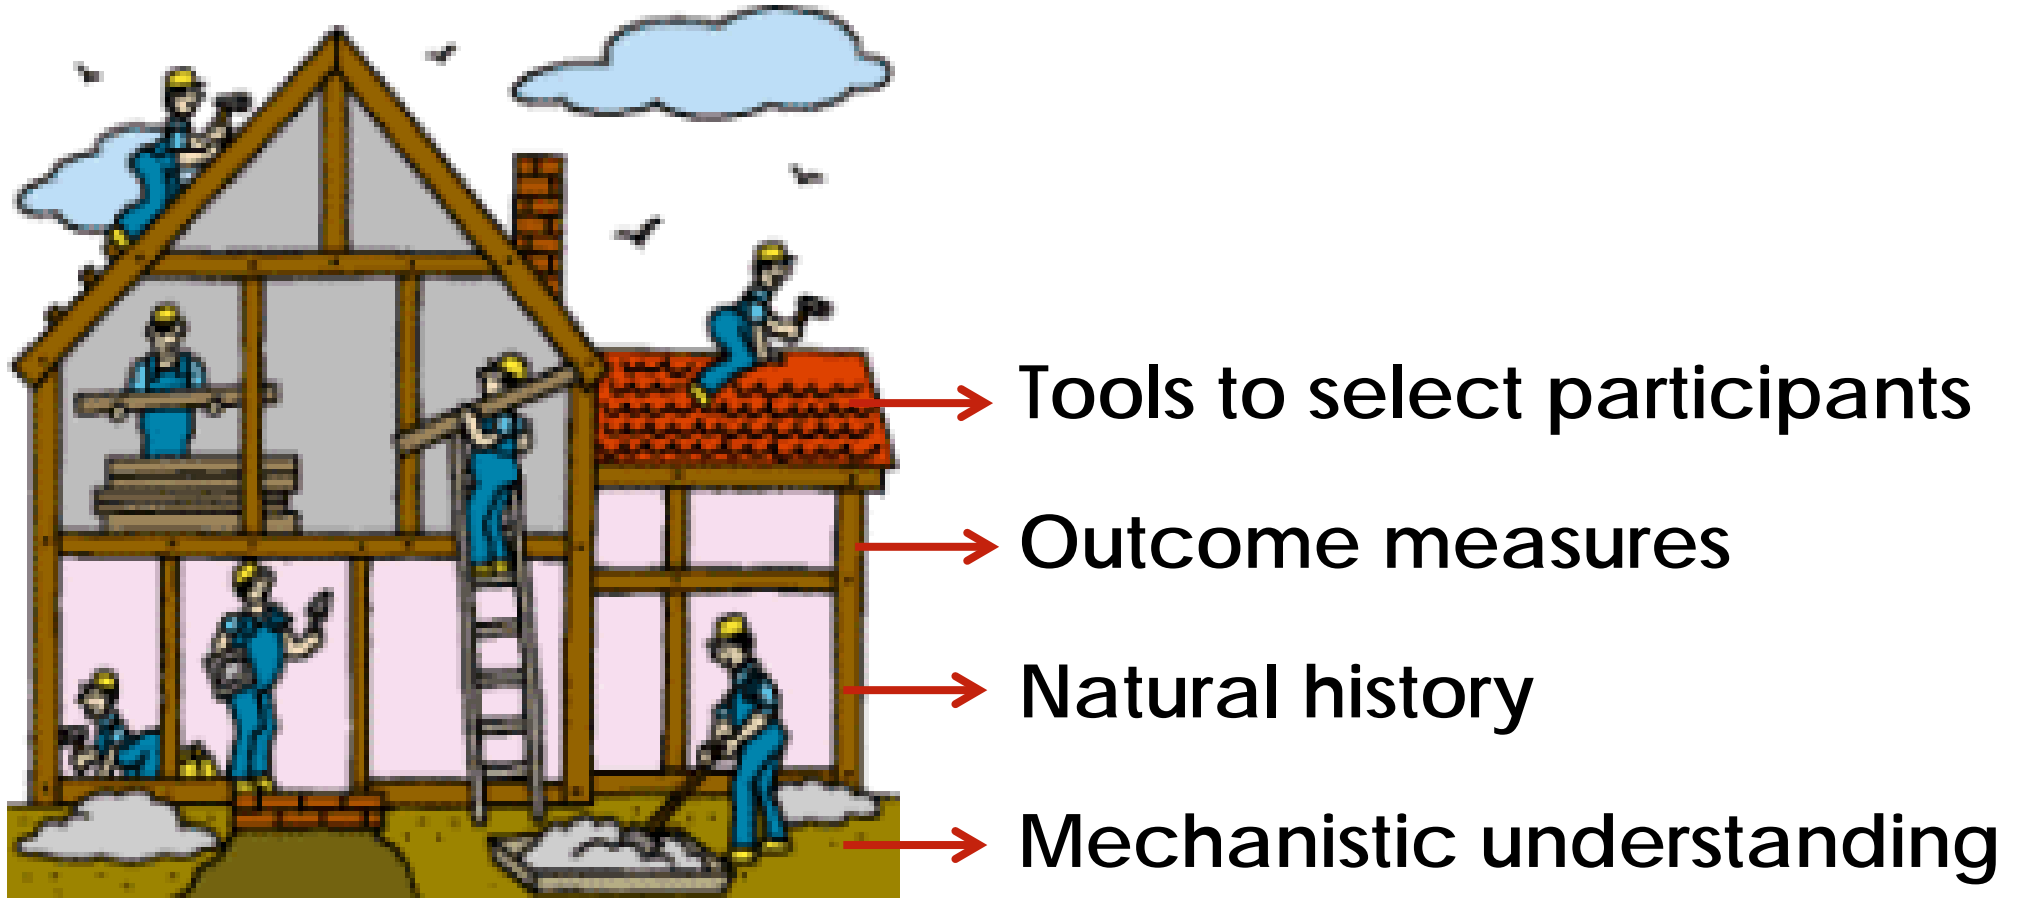 Tools to select participants
Outcome measures
Natural history
Mechanistic understanding